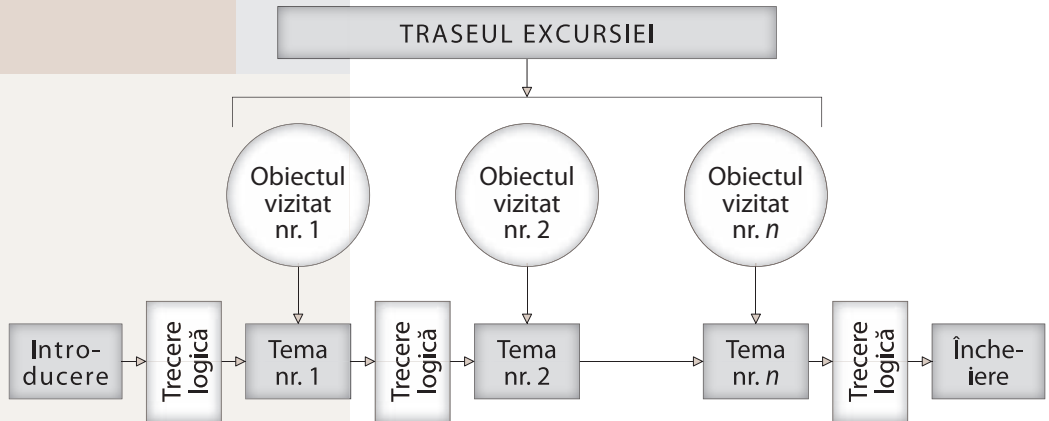 TRASEUL EXCURSIEI
Obiectul
vizitat
nr. 1
Obiectul
vizitat
nr. 2
Obiectul
vizitat
nr. n
Intro-
ducere
Trecere
logică
Tema
nr. 1
Trecere
logică
Tema
nr. 2
Tema
nr. n
Trecere
logică
Înche-
iere